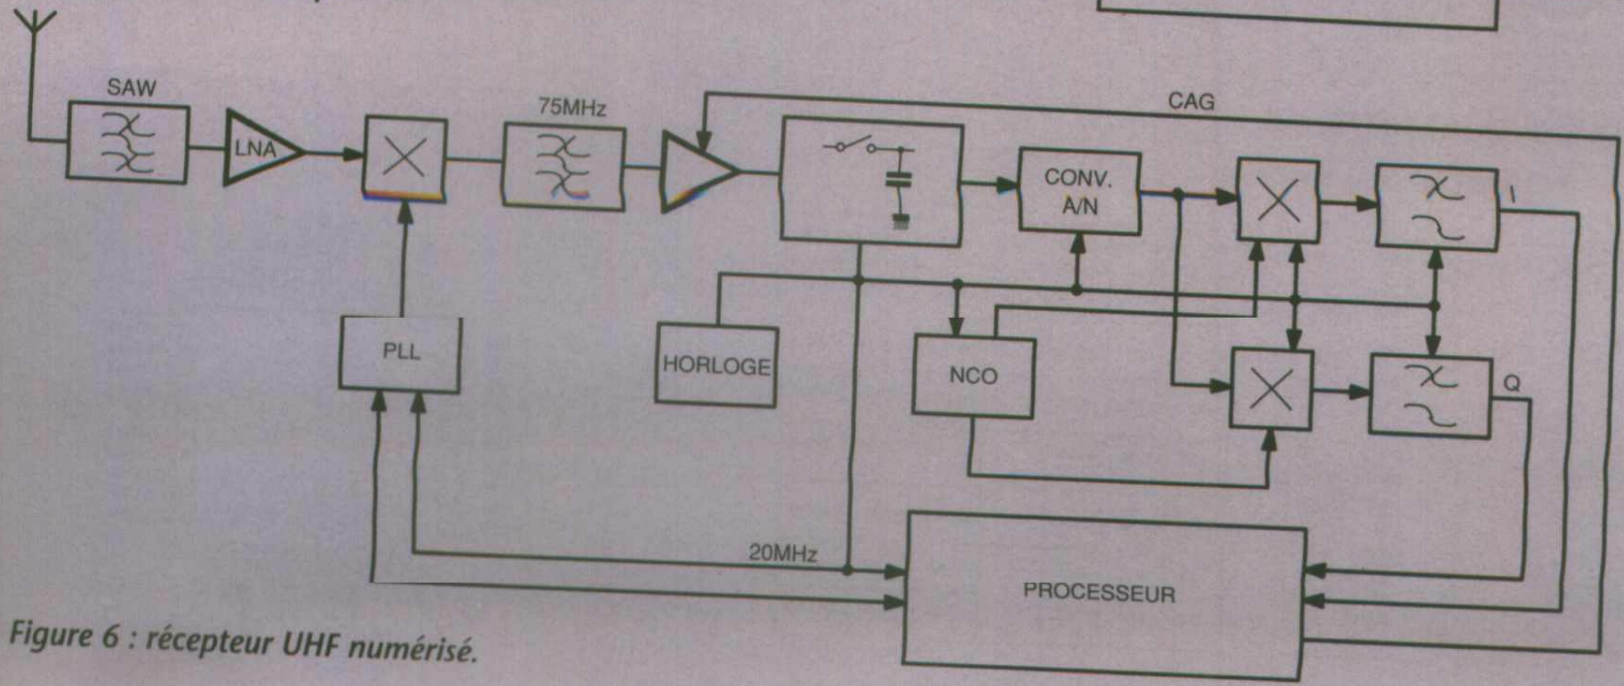 SAW
LNA
75MHz
CAG
CONV.
A/N
I
PLL
HORLOGE
NCO
Q
20MHz
PROCESSEUR
Figure 6 : récepteur UHF numérisé.